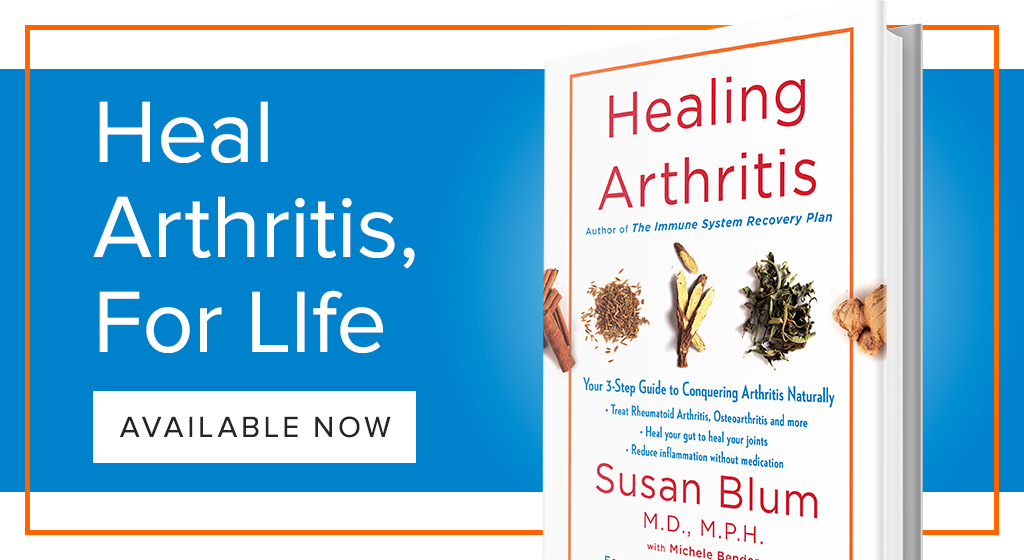 Heal
Arthritis,
For LIfe
AVAILABLE NOW
Healing
Arthritis
Author of The Immune System Recovery Plan
Your 3-Step Guide to Conquering Arthritis Naturally
• Treat Rheumatoid Arthritis, Osteoarthritis and more
• Heal your gut to heal your joints
• Reduce inflammation without medication
Susan Blum
M.D., M.P.H.
with Michele